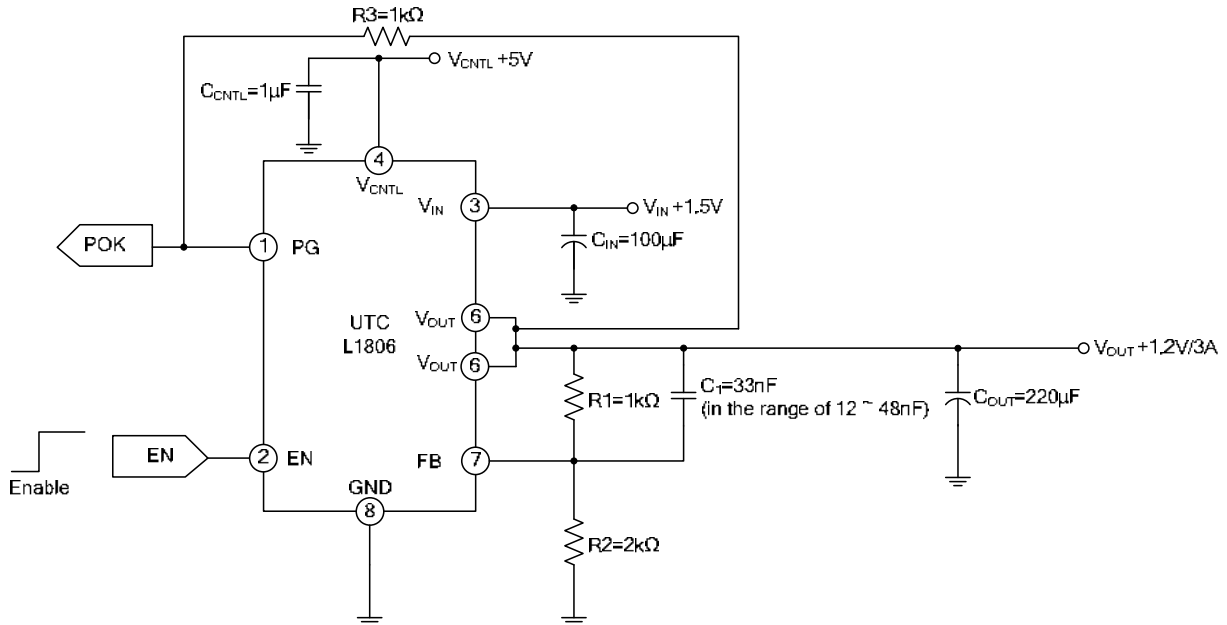 R3=1kΩ
VCNTL +5V
CCNTL=1µF
4
VCNTL
VIN
3
VIN +1.5V
CIN=100µF
POK
1
PG
UTC
L1806
VOUT
6
VOUT
6
VOUT +1.2V/3A
R1=1kΩ
C1=33nF
(in the range of 12 ~ 48nF)
COUT=220µF
Enable
EN
2
EN
FB
7
GND
8
R2=2kΩ